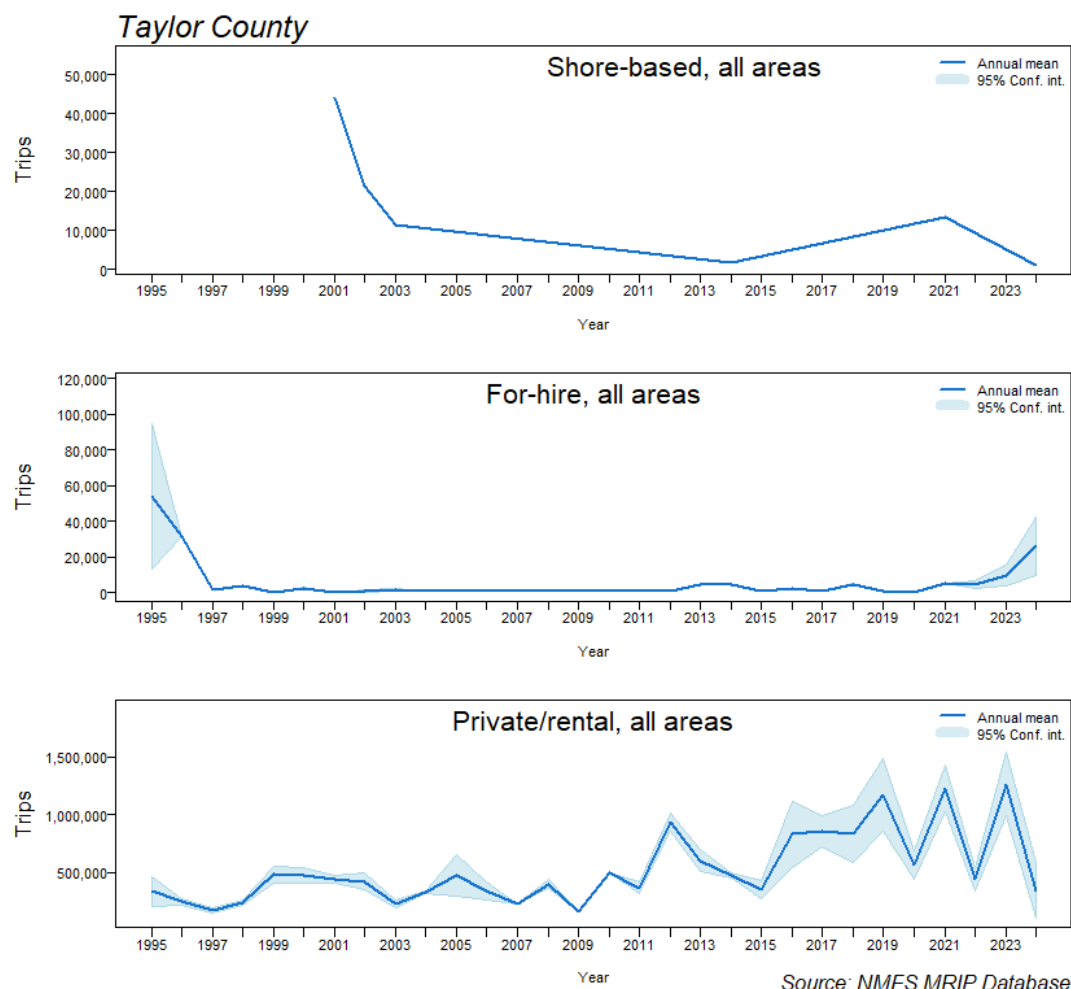 Taylor County
Shore-based, all areas
Annual mean
95% Conf. int.
50,000
40,000
30,000
20,000
10,000
0
Trips
1995 1997 1999 2001 2003 2005 2007 2009 2011 2013 2015 2017 2019 2021 2023
Year
For-hire, all areas
Annual mean
95% Conf. int.
120,000
100,000
80,000
60,000
40,000
20,000
0
Trips
1995 1997 1999 2001 2003 2005 2007 2009 2011 2013 2015 2017 2019 2021 2023
Year
Private/rental, all areas
Annual mean
95% Conf. int.
1,500,000
1,000,000
500,000
Trips
1995 1997 1999 2001 2003 2005 2007 2009 2011 2013 2015 2017 2019 2021 2023
Year
Source: NMFS MRIP Database